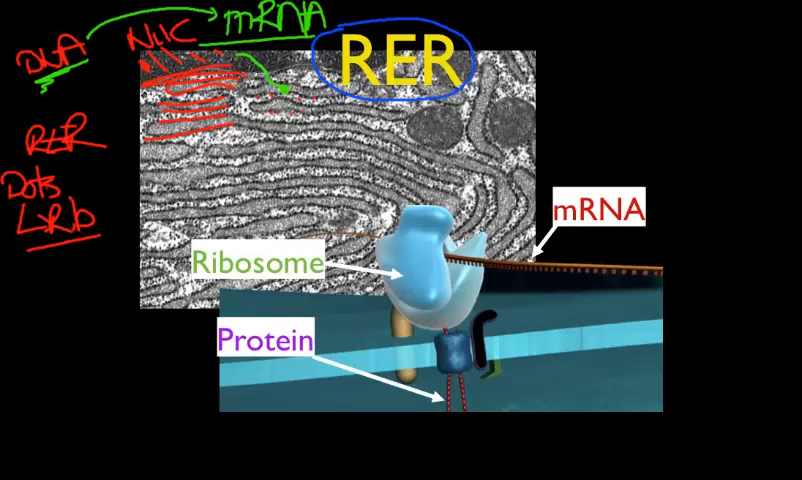 mRNA
DNA
NUC
RER
RER
Dots
mRNA
Ribosome
Protein